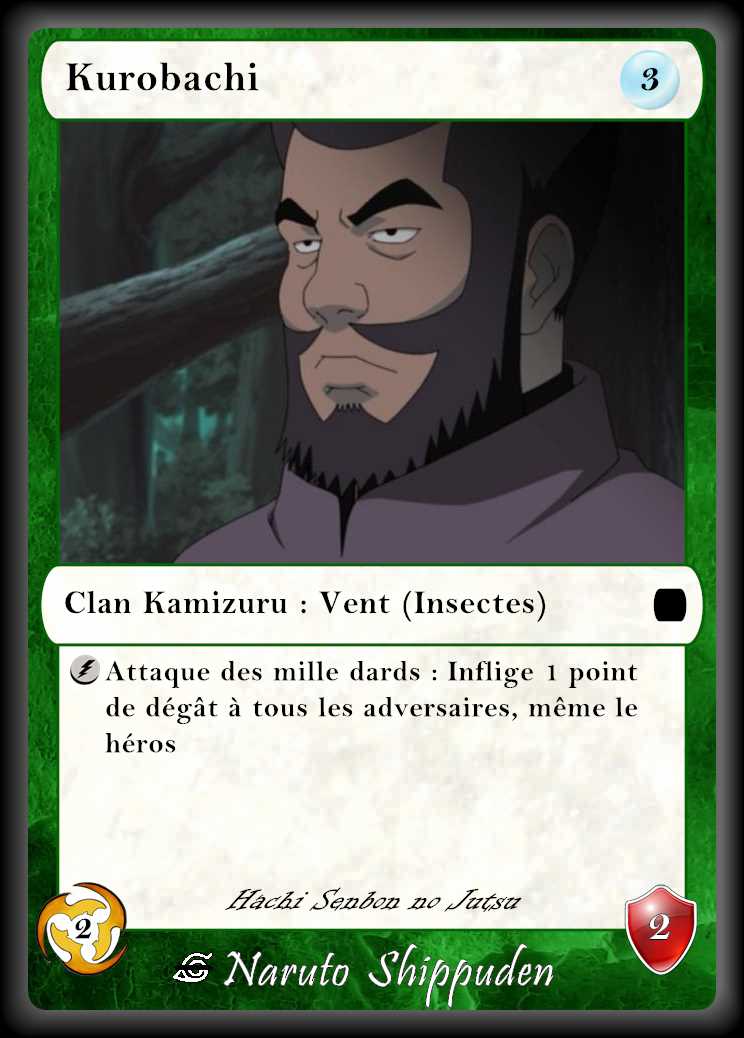 Kurobachi
3
Clan Kamizuru : Vent (Insectes)
Attaque des mille dards : Inflige 1 point
de dégât à tous les adversaires, même le
héros
Hachi Senbon no Jutsu
2
2
Naruto Shippuden